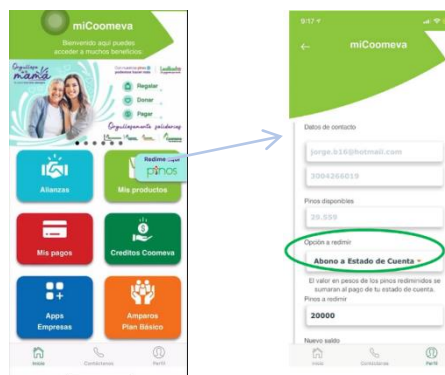 miCoomeva
Bienvenido aquí puedes
acceder a muchos beneficios:
Orgullosa
mamá
Regalar
Donar
Pagar
Orgullosamente solidarios
Redime
pinos
Alianzas
Mis productos
Mis pagos
Creditos Coomeva
Apps
Empresas
Amparos
Plan Básico
Inicio
Contáctanos
Perfil
9:17
miCoomeva
Datos de contacto
jorge.b16@hotmail.com
3004266019
Pinos disponibles
29.559
Opción a redimir
Abono a Estado de Cuenta
El valor en pesos de los pinos redimiridos se
sumaran al pago de tu estado de cuenta.
Pinos a redimir
20000
Nuevo saldo
Inicio
Contáctanos
Perfil